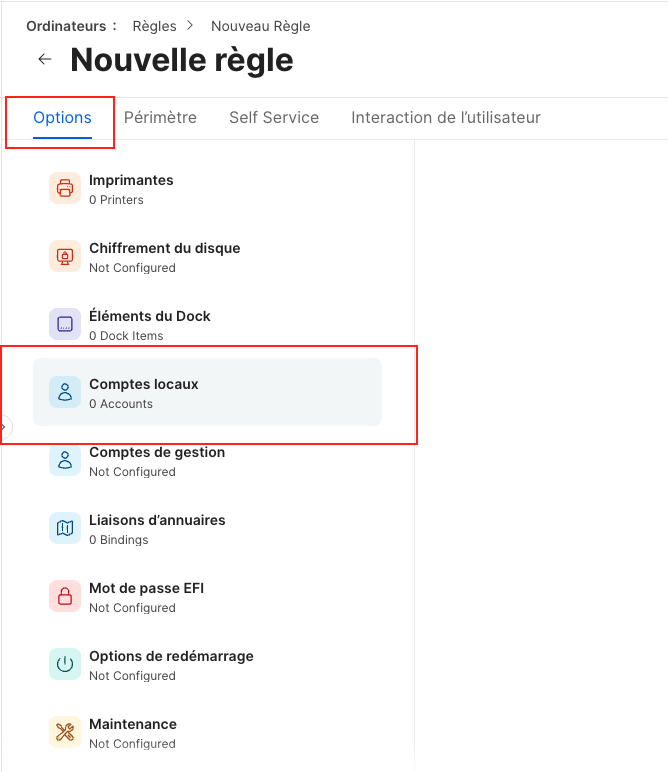 Ordinateurs : Règles > Nouveau Règle
← Nouvelle règle
Options Périmètre Self Service Interaction de l’utilisateur
Imprimantes
0 Printers
Chiffrement du disque
Not Configured
Éléments du Dock
0 Dock Items
Comptes locaux
0 Accounts
Comptes de gestion
Not Configured
Liaisons d’annuaires
0 Bindings
Mot de passe EFI
Not Configured
Options de redémarrage
Not Configured
Maintenance
Not Configured